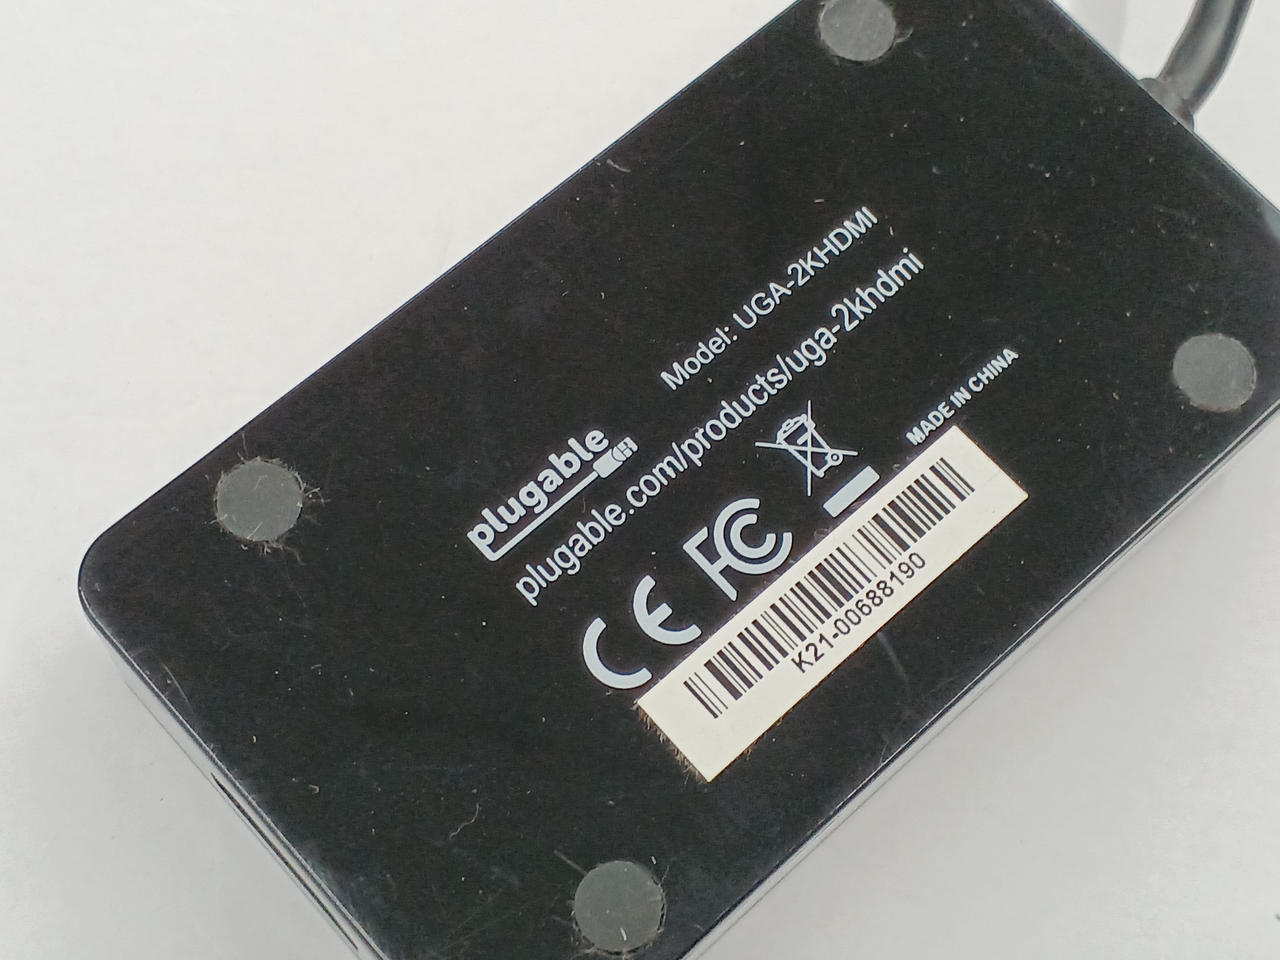 plugable
Model: UGA-2KHDMI
plugable.com/products/uga-2khdmi
CE FC
MADE IN CHINA
K21-00688190